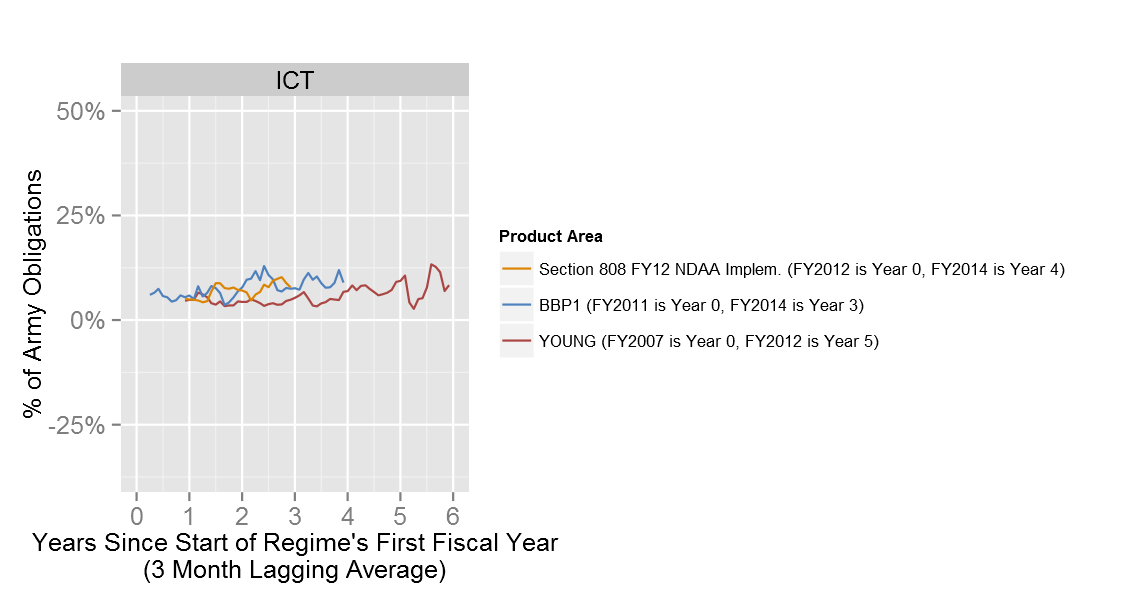 ICT
50%
25%
0%
-25%
% of Army Obligations
0 1 2 3 4 5 6
Years Since Start of Regime's First Fiscal Year
(3 Month Lagging Average)
Product Area
Section 808 FY12 NDAA Implem. (FY2012 is Year 0, FY2014 is Year 4)
BBP1 (FY2011 is Year 0, FY2014 is Year 3)
YOUNG (FY2007 is Year 0, FY2012 is Year 5)